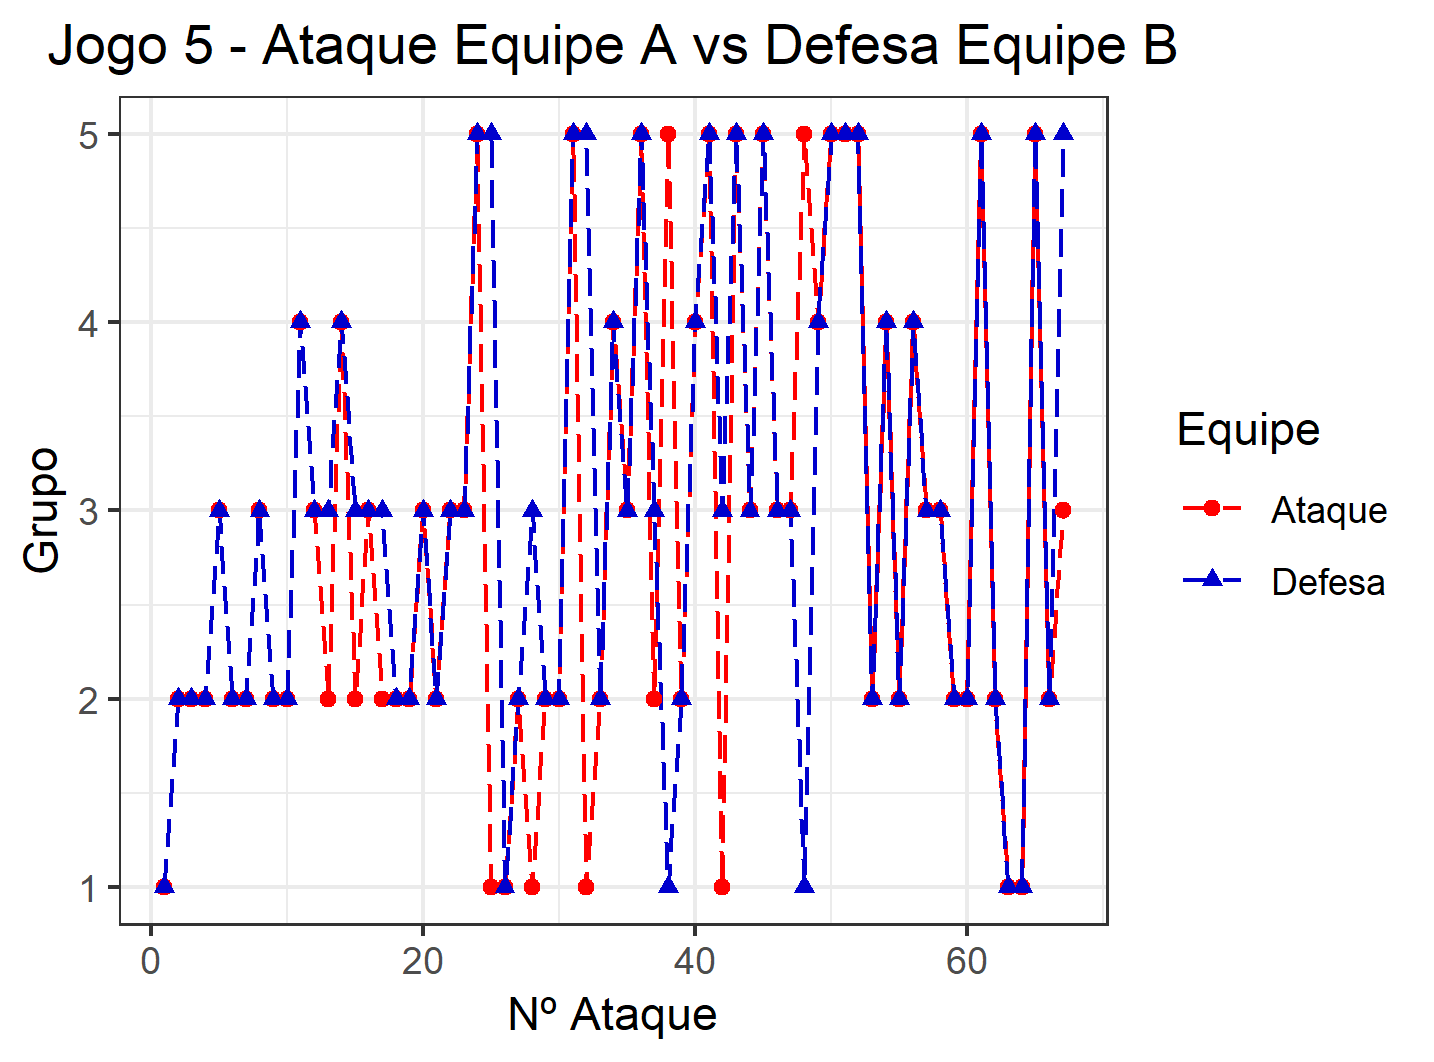 Jogo 5 - Ataque Equipe A vs Defesa Equipe B
5
4
3
2
1
Grupo
0 20 40 60
Nº Ataque
Equipe
Ataque
Defesa